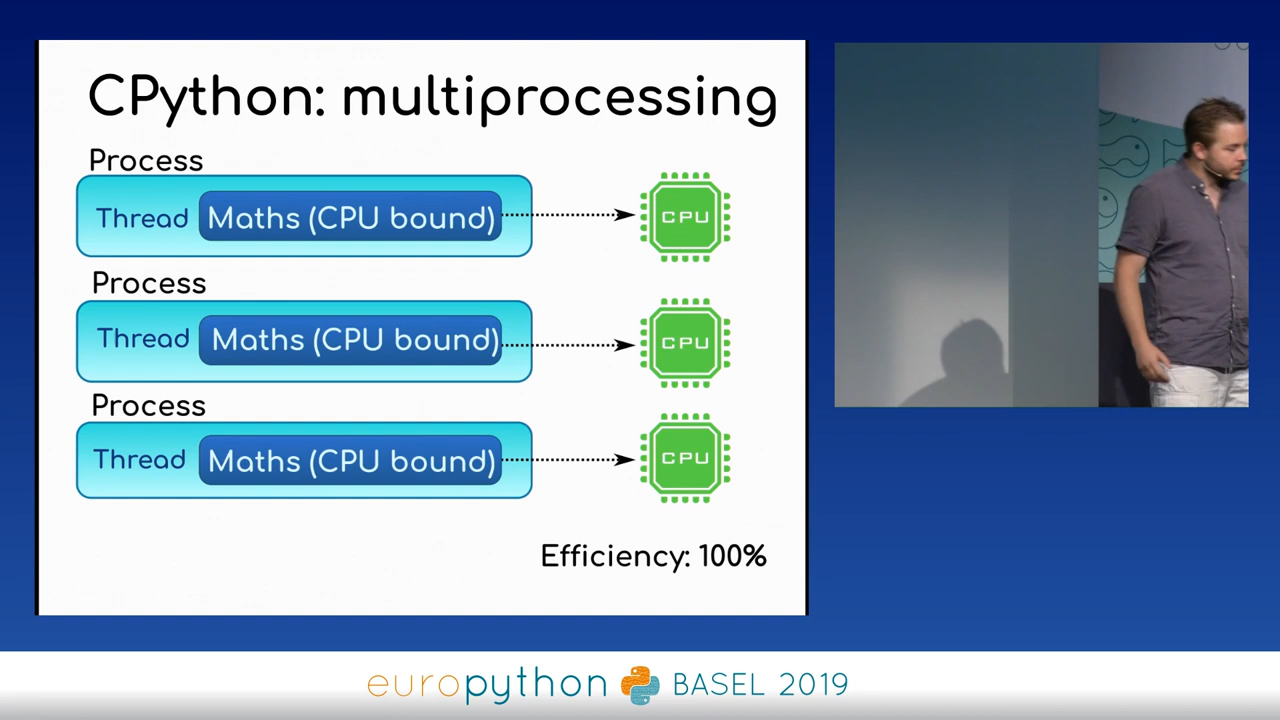 CPython: multiprocessing
Process
Thread Maths (CPU bound)
CPU
Process
Thread Maths (CPU bound)
CPU
Process
Thread Maths (CPU bound)
CPU
Efficiency: 100%
europython BASEL 2019